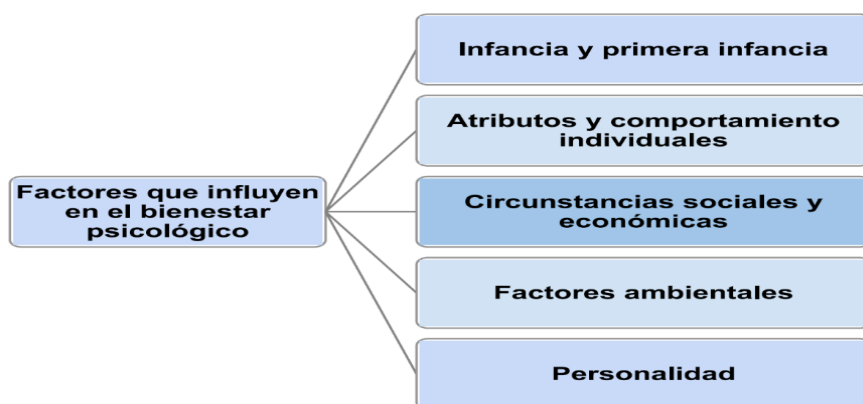 Infancia y primera infancia
Atributos y comportamiento
individuales
Factores que influyen
en el bienestar
psicológico
Circunstancias sociales y
económicas
Factores ambientales
Personalidad